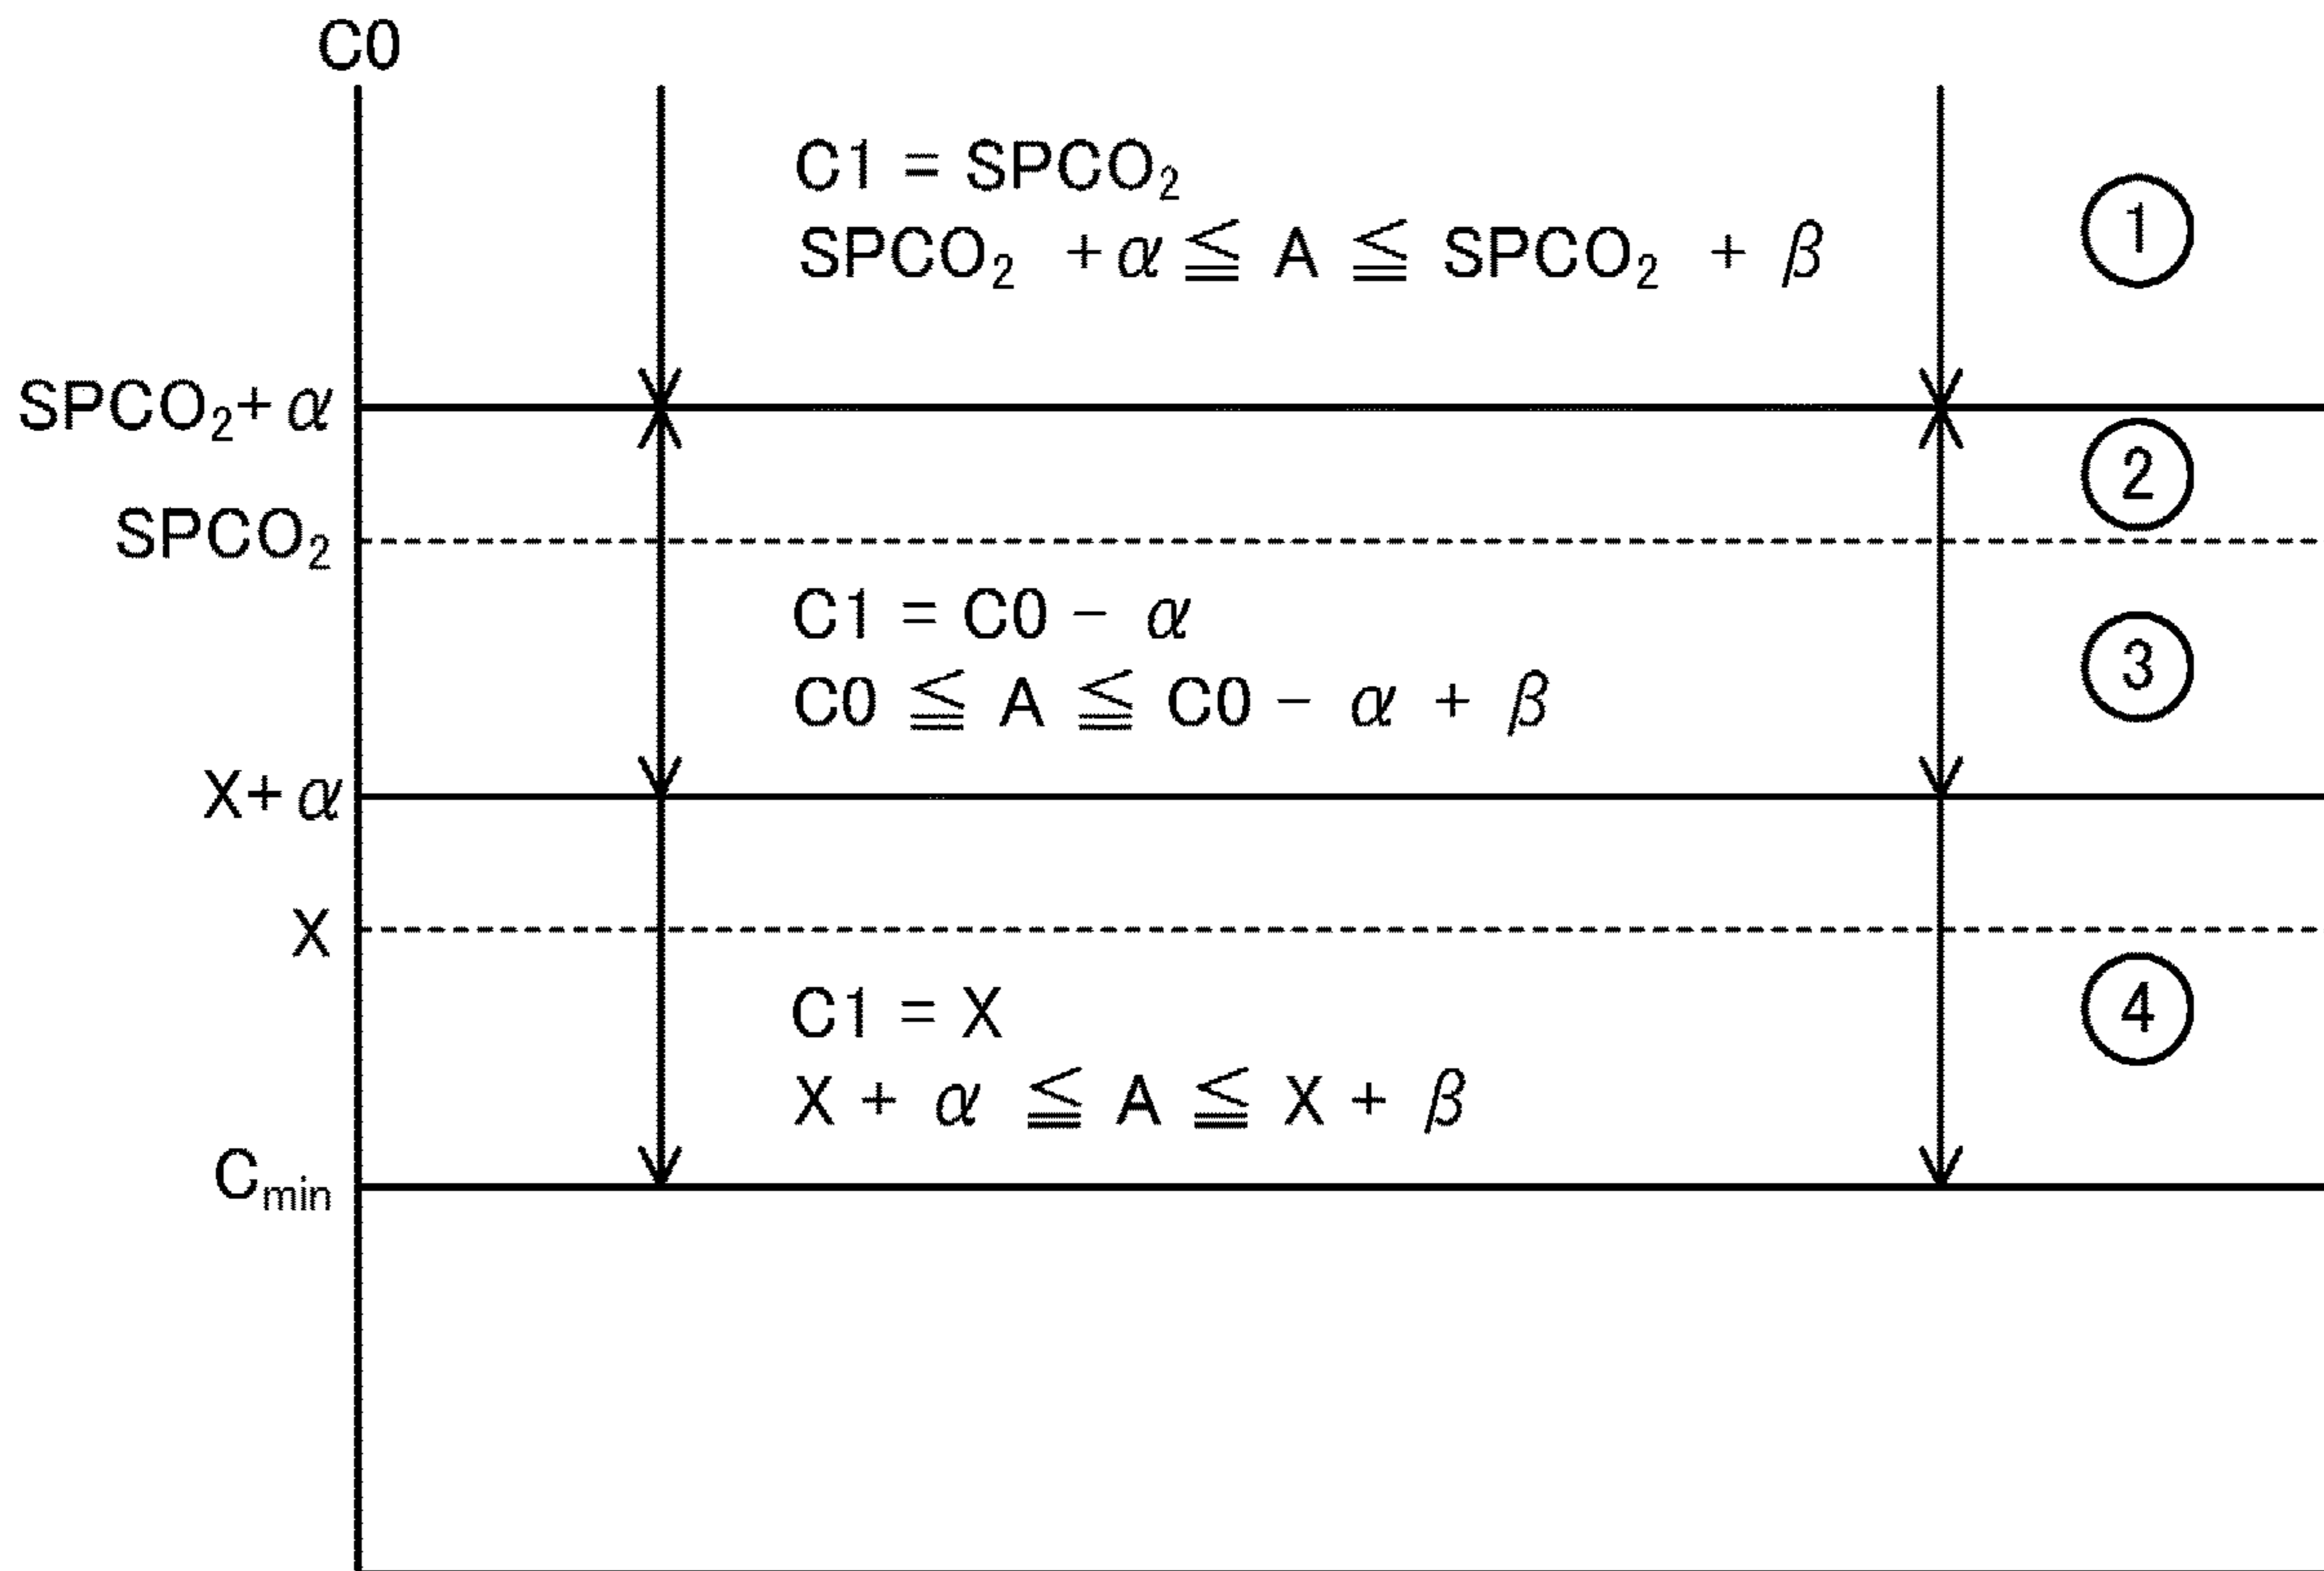 C0
C1 = SPCO₂
①
SPCO₂ + α ≦ A ≦ SPCO₂ + β
SPCO₂+ α
②
SPCO₂
C1 = C0 − α
③
C0 ≦ A ≦ C0 − α + β
X+ α
X
C1 = X
④
X + α ≦ A ≦ X + β
Cmin